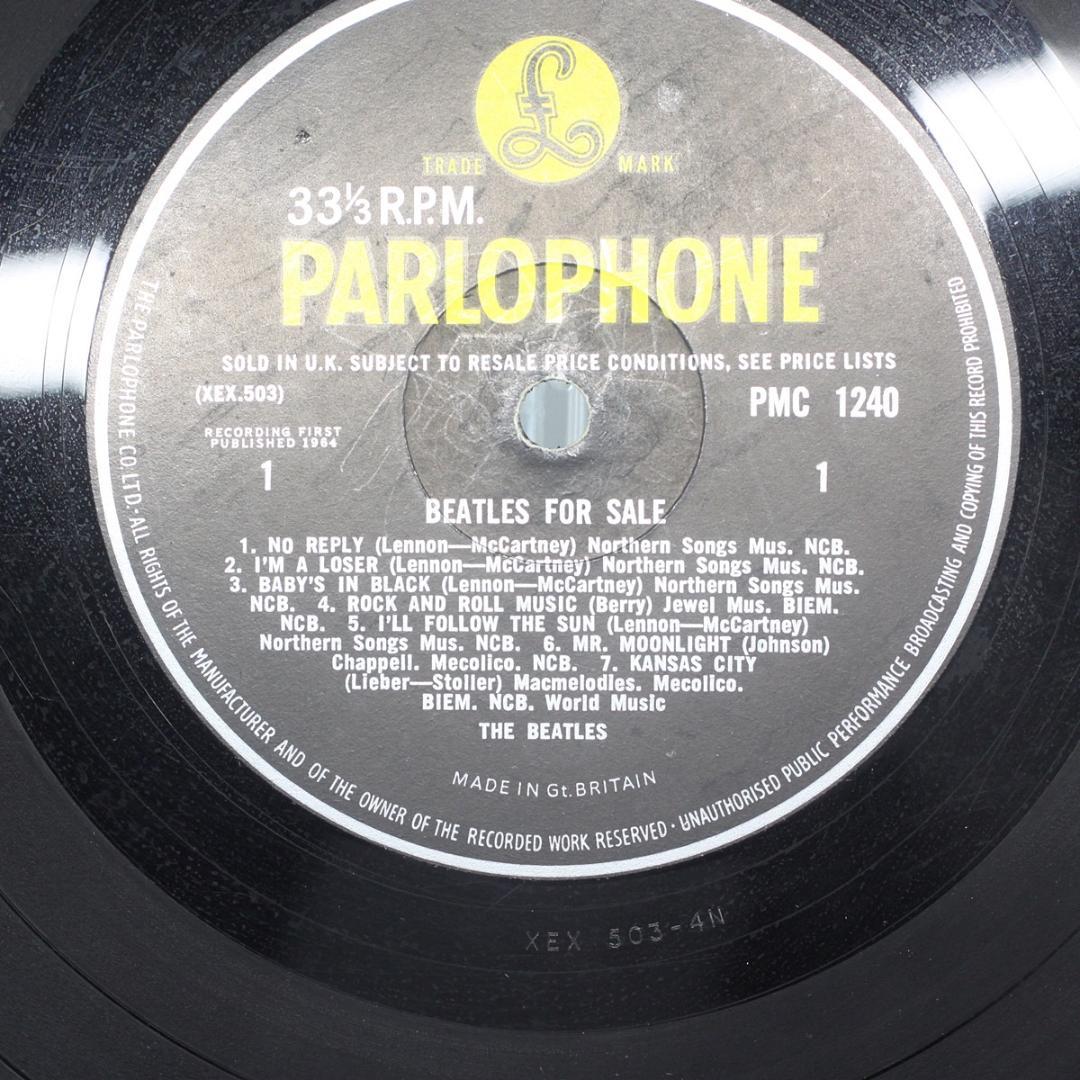 £
TRADE MARK
33⅓ R.P.M.
PARLOPHONE
SOLD IN U.K. SUBJECT TO RESALE PRICE CONDITIONS, SEE PRICE LISTS
(XEX.503)
PMC 1240
RECORDING FIRST
PUBLISHED 1964
1
1
BEATLES FOR SALE
1. NO REPLY (Lennon—McCartney) Northern Songs Mus. NCB.
2. I'M A LOSER (Lennon—McCartney) Northern Songs Mus. NCB.
3. BABY'S IN BLACK (Lennon—McCartney) Northern Songs Mus.
NCB. 4. ROCK AND ROLL MUSIC (Berry) Jewel Mus. BIEM.
NCB. 5. I'LL FOLLOW THE SUN (Lennon—McCartney)
Northern Songs Mus. NCB. 6. MR. MOONLIGHT (Johnson)
Chappell. Mecolico. NCB. 7. KANSAS CITY
(Lieber—Stoller) Macmelodies. Mecolico.
BIEM. NCB. World Music
THE BEATLES
MADE IN Gt. BRITAIN
THE PARLOPHONE CO. LTD. · ALL RIGHTS OF THE MANUFACTURER AND OF THE OWNER OF THE RECORDED WORK RESERVED · UNAUTHORISED PUBLIC PERFORMANCE BROADCASTING AND COPYING OF THIS RECORD PROHIBITED
XEX 503-4N